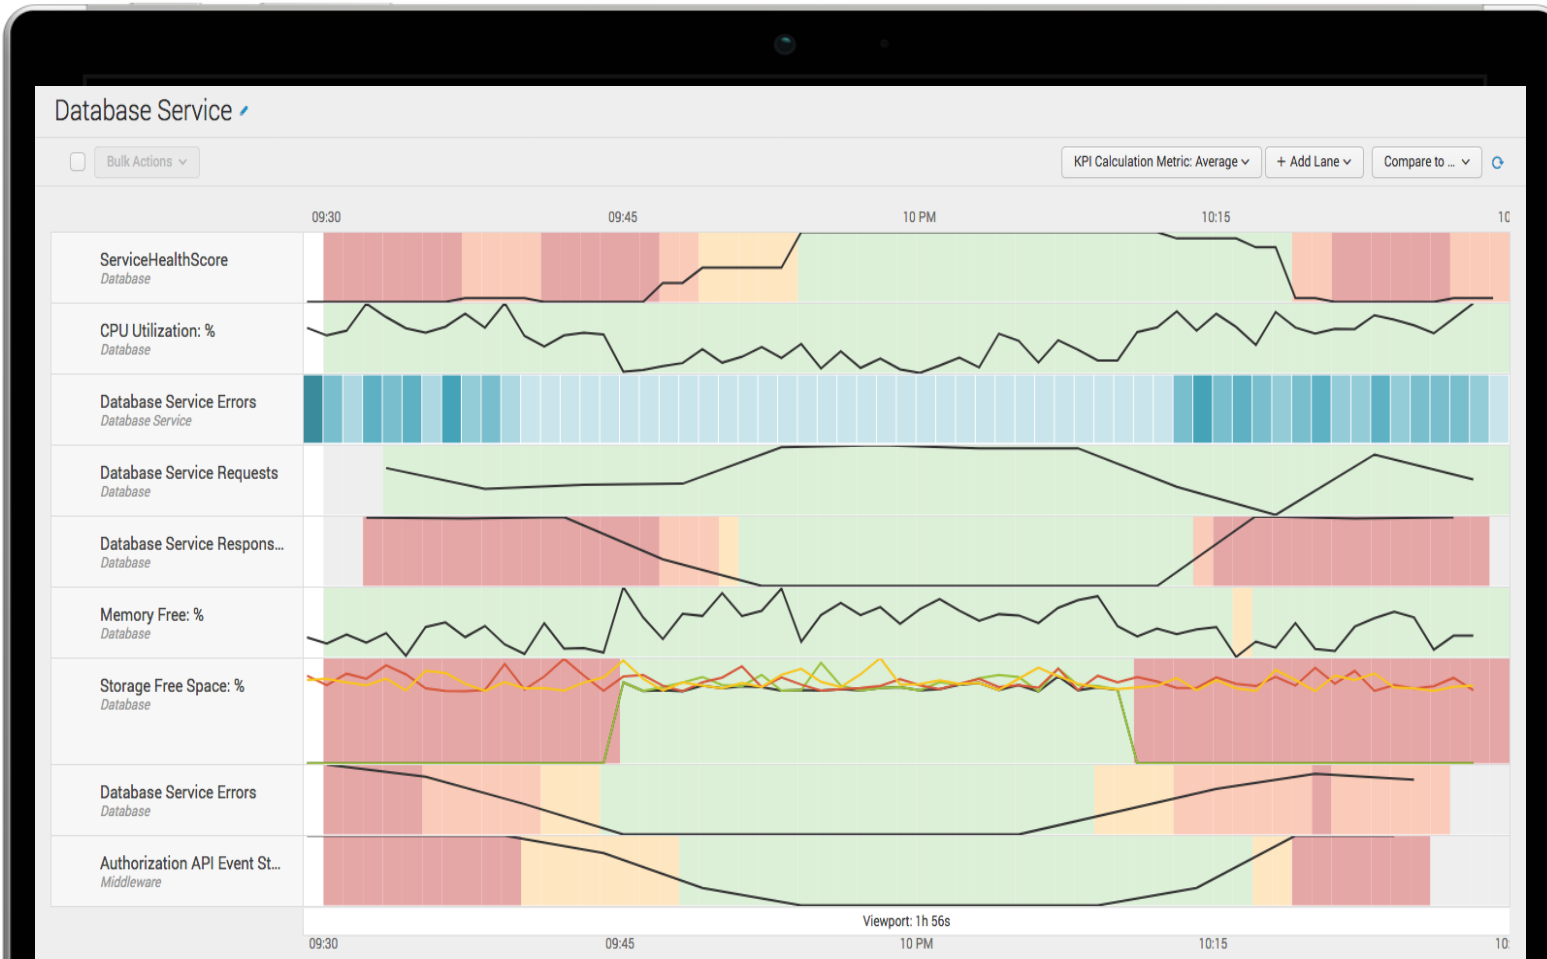 Database Service
Bulk Actions
KPI Calculation Metric: Average
+ Add Lane
Compare to ...
09:30
09:45
10 PM
10:15
10
ServiceHealthScore
Database
CPU Utilization: %
Database
Database Service Errors
Database Service
Database Service Requests
Database
Database Service Respons...
Database
Memory Free: %
Database
Storage Free Space: %
Database
Database Service Errors
Database
Authorization API Event St...
Middleware
Viewport: 1h 56s
09:30
09:45
10 PM
10:15
10: